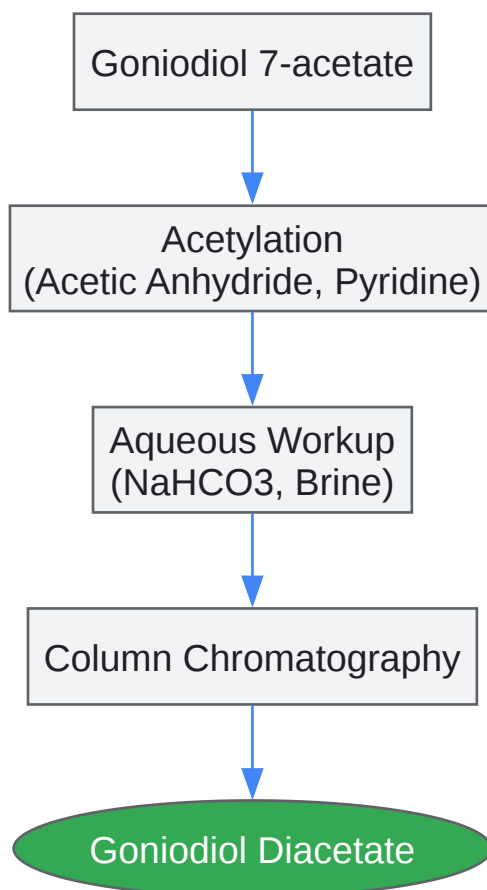 Goniodiol 7-acetate
Acetylation
(Acetic Anhydride, Pyridine)
Aqueous Workup
(NaHCO3, Brine)
Column Chromatography
Goniodiol Diacetate